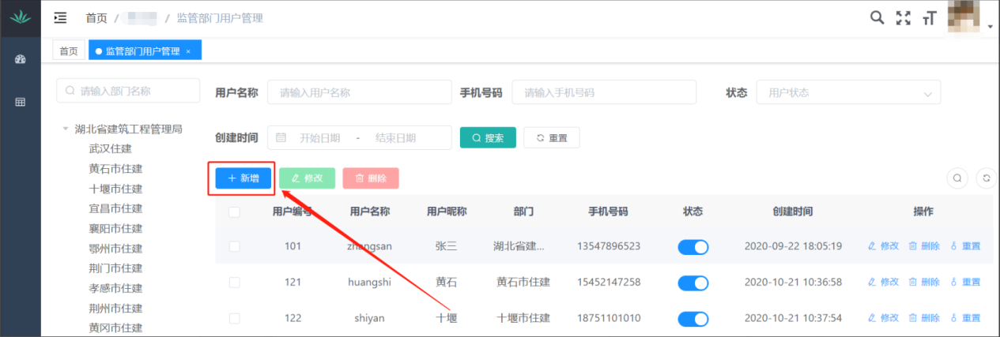 首页 / / 监管部门用户管理
首页 监管部门用户管理 ×
请输入部门名称 用户名称 请输入用户名称 手机号码 请输入手机号码 状态 用户状态
创建时间 开始日期 - 结束日期 搜索 重置
湖北省建筑工程管理局
武汉住建
黄石市住建
十堰市住建
宜昌市住建
襄阳市住建
鄂州市住建
荆门市住建
孝感市住建
荆州市住建
黄冈市住建
+ 新增 修改 删除
用户编号 用户名称 用户昵称 部门 手机号码 状态 创建时间 操作
101 zhangsan 张三 湖北省建... 13547896523 2020-09-22 18:05:19 修改 删除 重置
121 huangshi 黄石 黄石市住建 15452147258 2020-10-21 10:36:58 修改 删除 重置
122 shiyan 十堰 十堰市住建 18751101010 2020-10-21 10:37:54 修改 删除 重置